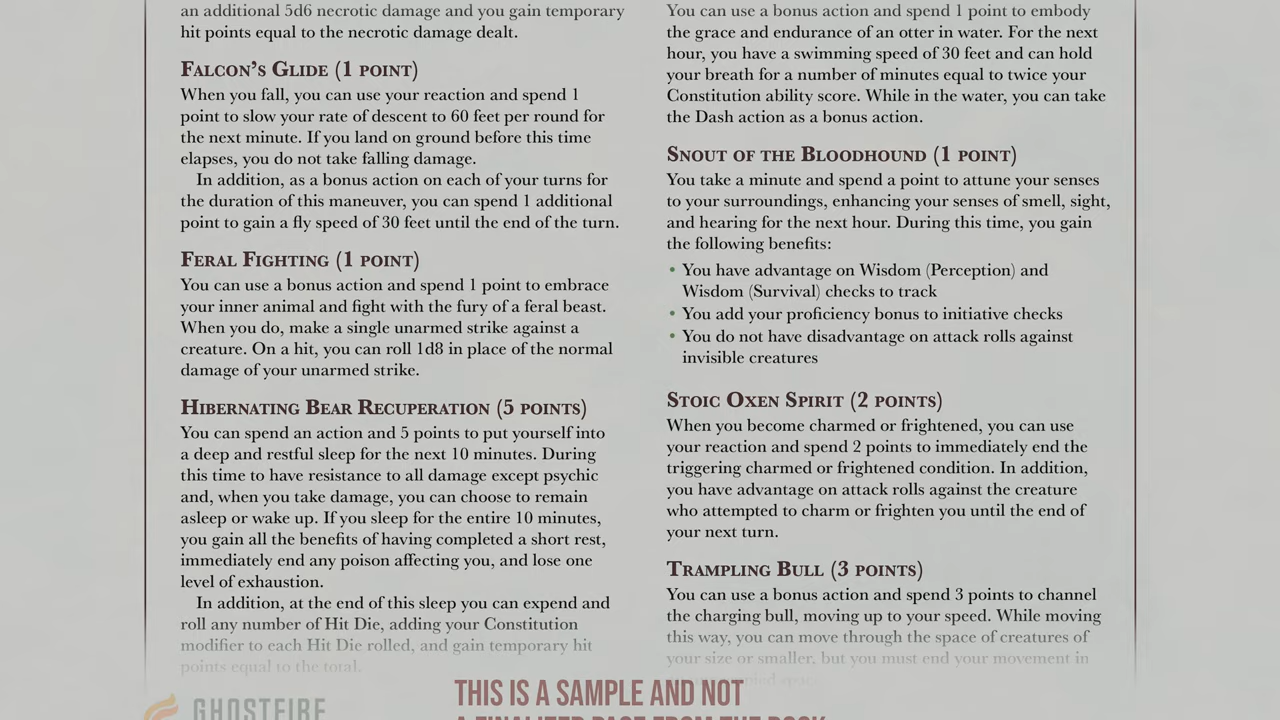 an additional 5d6 necrotic damage and you gain temporary
hit points equal to the necrotic damage dealt.
Falcon's Glide (1 point)
When you fall, you can use your reaction and spend 1
point to slow your rate of descent to 60 feet per round for
the next minute. If you land on ground before this time
elapses, you do not take falling damage.
In addition, as a bonus action on each of your turns for
the duration of this maneuver, you can spend 1 additional
point to gain a fly speed of 30 feet until the end of the turn.
Feral Fighting (1 point)
You can use a bonus action and spend 1 point to embrace
your inner animal and fight with the fury of a feral beast.
When you do, make a single unarmed strike against a
creature. On a hit, you can roll 1d8 in place of the normal
damage of your unarmed strike.
Hibernating Bear Recuperation (5 points)
You can spend an action and 5 points to put yourself into
a deep and restful sleep for the next 10 minutes. During
this time to have resistance to all damage except psychic
and, when you take damage, you can choose to remain
asleep or wake up. If you sleep for the entire 10 minutes,
you gain all the benefits of having completed a short rest,
immediately end any poison affecting you, and lose one
level of exhaustion.
In addition, at the end of this sleep you can expend and
roll any number of Hit Die, adding your Constitution
modifier to each Hit Die rolled, and gain temporary hit
points equal to the total.
You can use a bonus action and spend 1 point to embody
the grace and endurance of an otter in water. For the next
hour, you have a swimming speed of 30 feet and can hold
your breath for a number of minutes equal to twice your
Constitution ability score. While in the water, you can take
the Dash action as a bonus action.
Snout of the Bloodhound (1 point)
You take a minute and spend a point to attune your senses
to your surroundings, enhancing your senses of smell, sight,
and hearing for the next hour. During this time, you gain
the following benefits:
• You have advantage on Wisdom (Perception) and
Wisdom (Survival) checks to track
• You add your proficiency bonus to initiative checks
• You do not have disadvantage on attack rolls against
invisible creatures
Stoic Oxen Spirit (2 points)
When you become charmed or frightened, you can use
your reaction and spend 2 points to immediately end the
triggering charmed or frightened condition. In addition,
you have advantage on attack rolls against the creature
who attempted to charm or frighten you until the end of
your next turn.
Trampling Bull (3 points)
You can use a bonus action and spend 3 points to channel
the charging bull, moving up to your speed. While moving
this way, you can move through the space of creatures of
your size or smaller, but you must end your movement in
GHOSTFIRE
THIS IS A SAMPLE AND NOT
A FINALIZED PAGE FROM THE BOOK